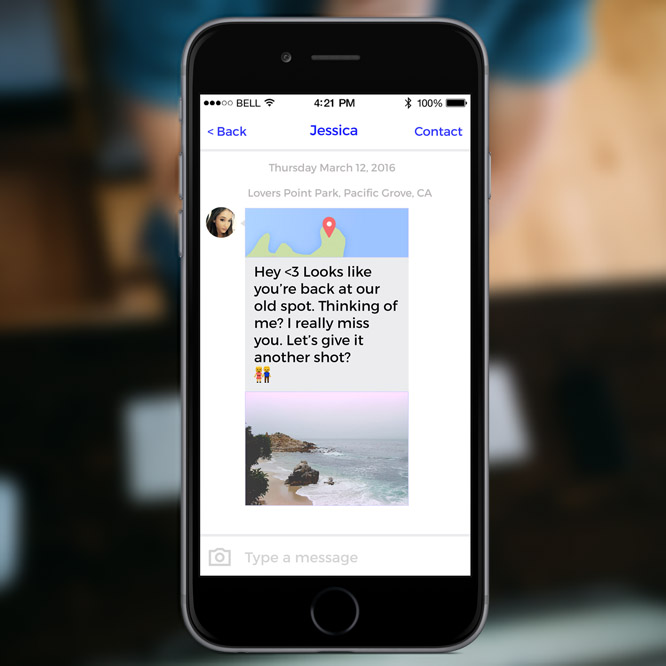 BELL 4:21 PM 100%
< Back Jessica Contact
Thursday March 12, 2016
Lovers Point Park, Pacific Grove, CA
Hey <3 Looks like
you’re back at our
old spot. Thinking of
me? I really miss
you. Let’s give it
another shot?
👫
Type a message